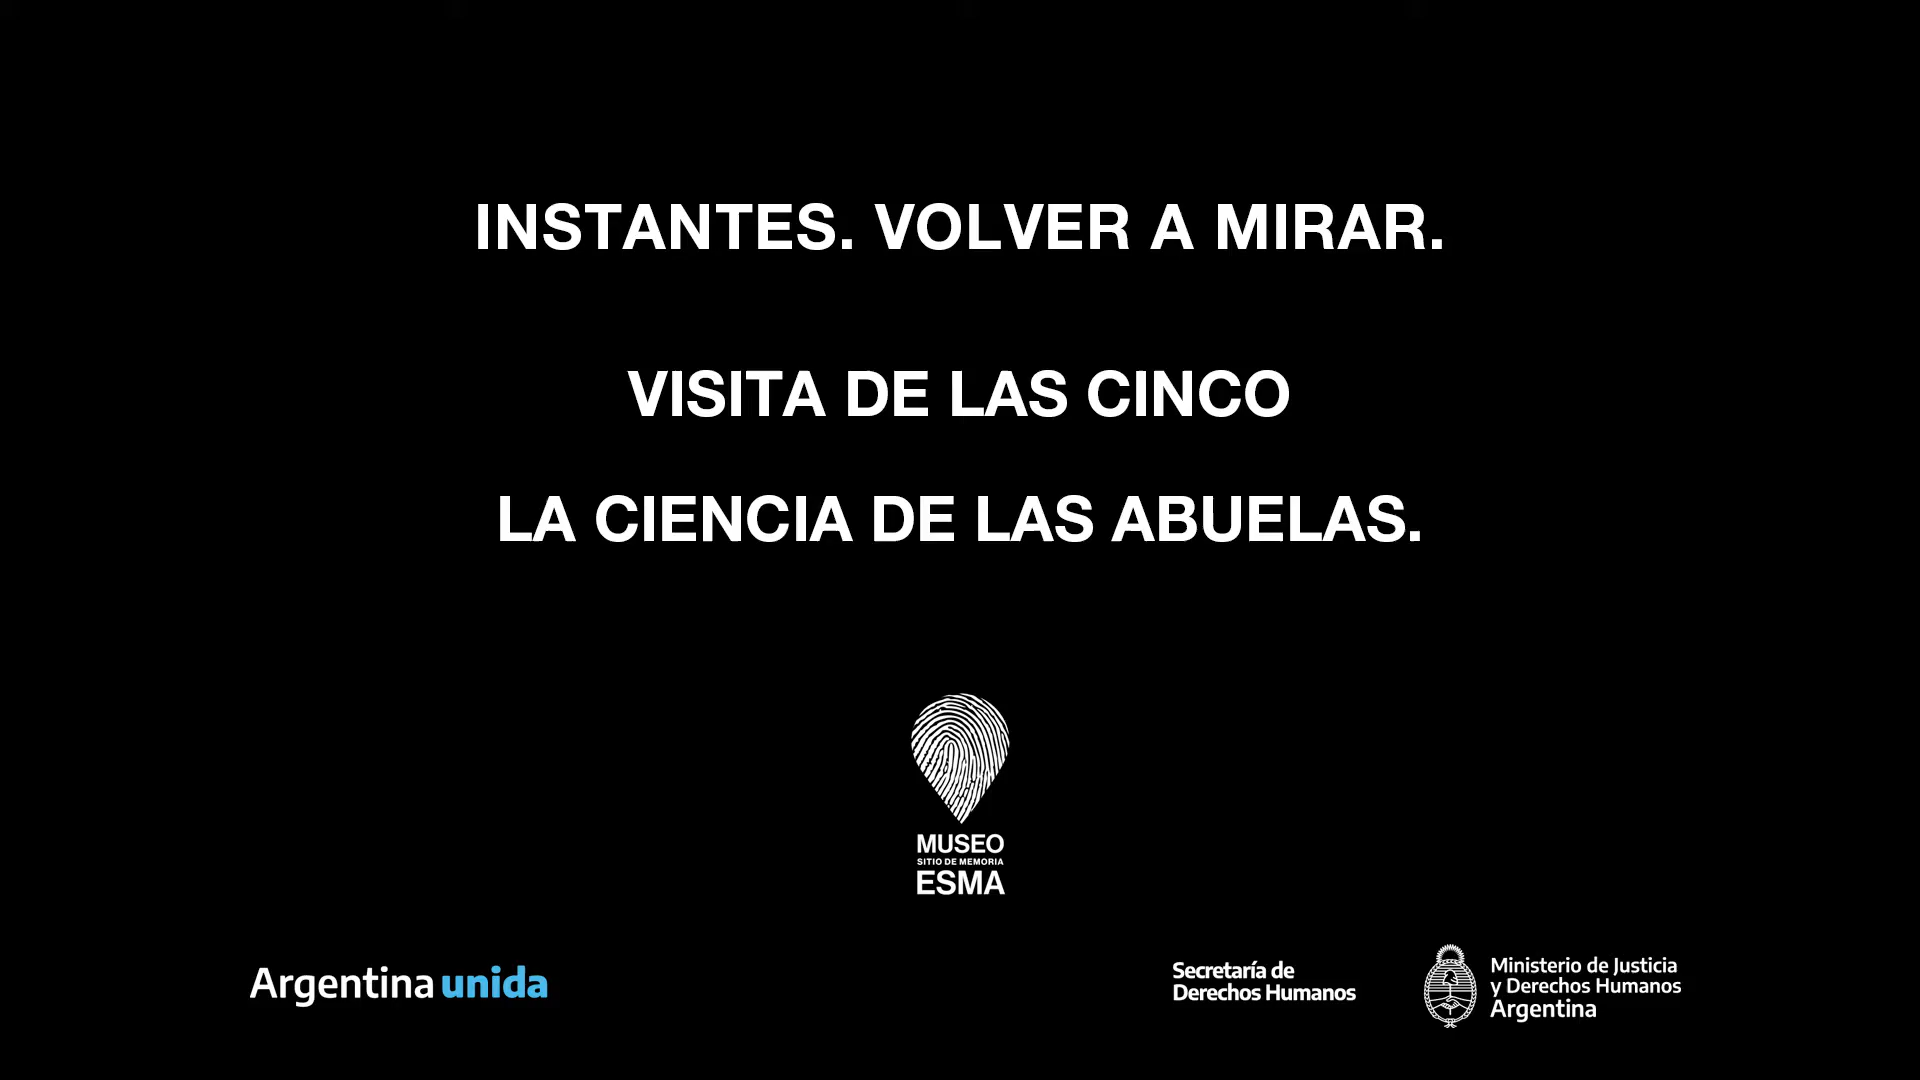 INSTANTES. VOLVER A MIRAR.
VISITA DE LAS CINCO
LA CIENCIA DE LAS ABUELAS.
MUSEO
SITIO DE MEMORIA
ESMA
Argentina unida
Secretaría de
Derechos Humanos
Ministerio de Justicia
y Derechos Humanos
Argentina